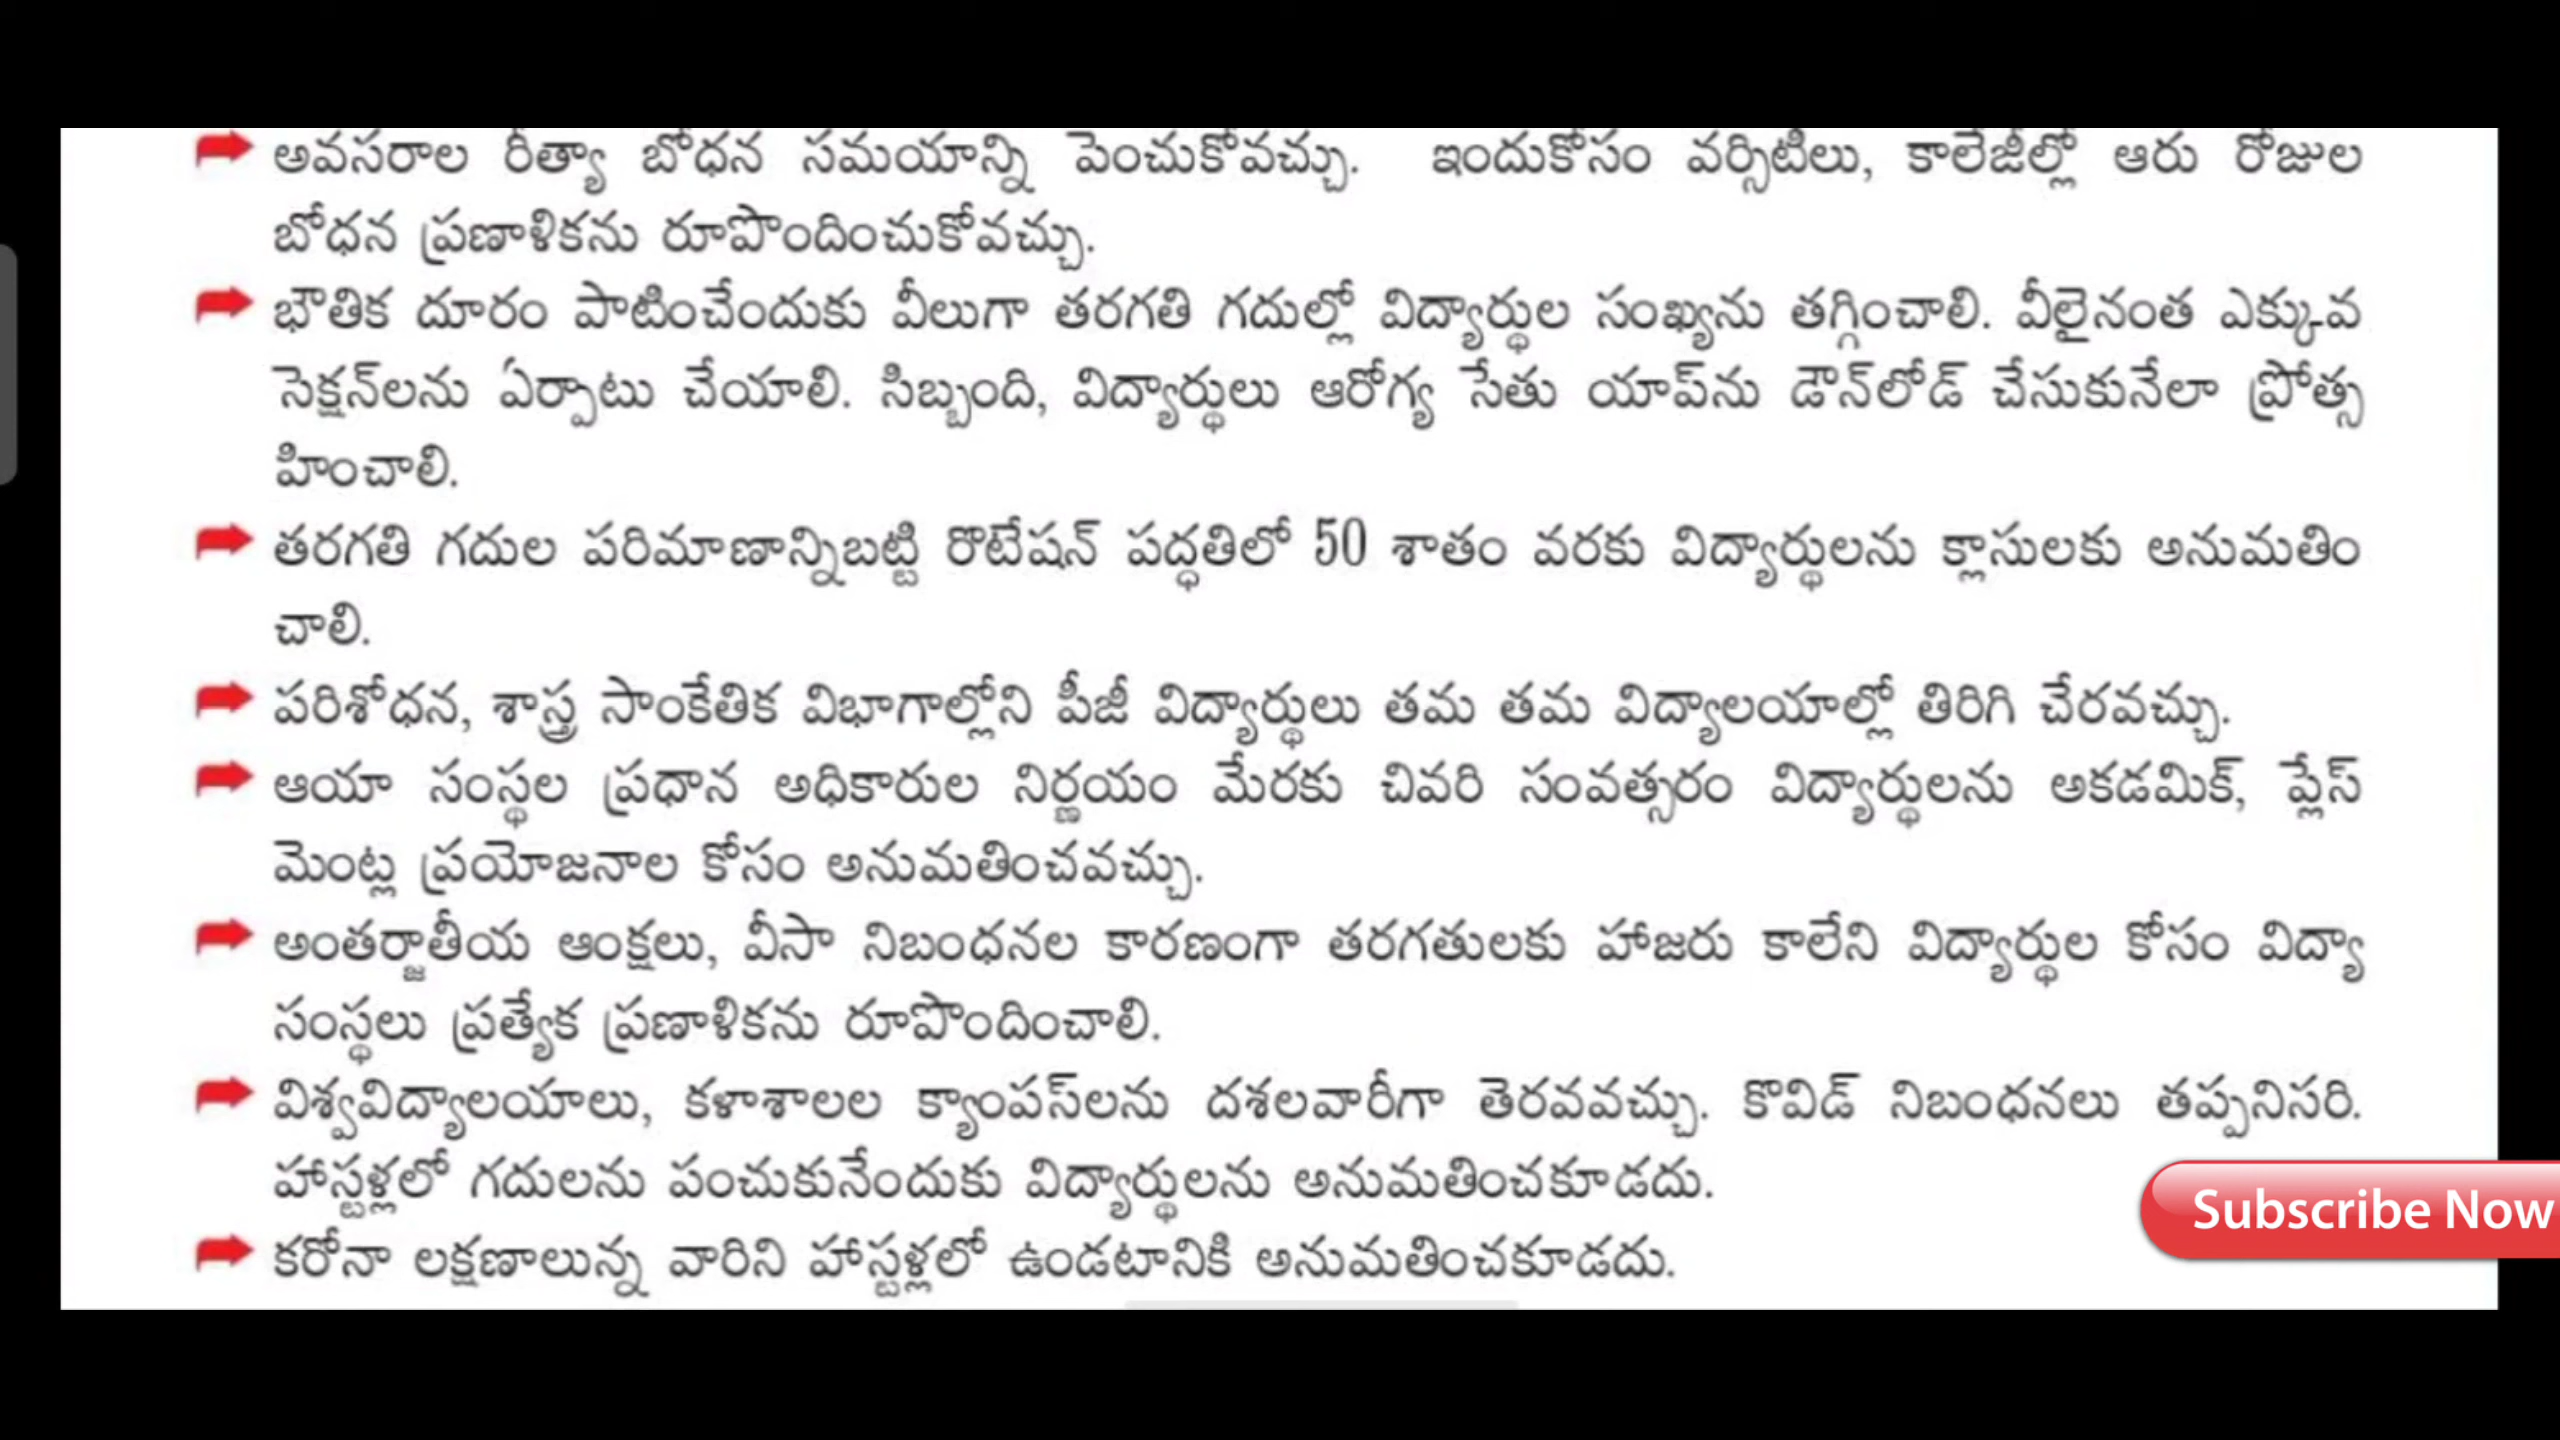 అవసరాల రీత్యా బోధన సమయాన్ని పెంచుకోవచ్చు. ఇందుకోసం వర్సిటీలు, కాలేజీల్లో ఆరు రోజుల
బోధన ప్రణాళికను రూపొందించుకోవచ్చు.
భౌతిక దూరం పాటించేందుకు వీలుగా తరగతి గదుల్లో విద్యార్థుల సంఖ్యను తగ్గించాలి. వీలైనంత ఎక్కువ
సెక్షన్‌లను ఏర్పాటు చేయాలి. సిబ్బంది, విద్యార్థులు ఆరోగ్య సేతు యాప్‌ను డౌన్‌లోడ్ చేసుకునేలా ప్రోత్స
హించాలి.
తరగతి గదుల పరిమాణాన్నిబట్టి రొటేషన్ పద్ధతిలో 50 శాతం వరకు విద్యార్థులను క్లాసులకు అనుమతిం
చాలి.
పరిశోధన, శాస్త్ర సాంకేతిక విభాగాల్లోని పీజీ విద్యార్థులు తమ తమ విద్యాలయాల్లో తిరిగి చేరవచ్చు.
ఆయా సంస్థల ప్రధాన అధికారుల నిర్ణయం మేరకు చివరి సంవత్సరం విద్యార్థులను అకడమిక్, ప్లేస్
మెంట్ల ప్రయోజనాల కోసం అనుమతించవచ్చు.
అంతర్జాతీయ ఆంక్షలు, వీసా నిబంధనల కారణంగా తరగతులకు హాజరు కాలేని విద్యార్థుల కోసం విద్యా
సంస్థలు ప్రత్యేక ప్రణాళికను రూపొందించాలి.
విశ్వవిద్యాలయాలు, కళాశాలల క్యాంపస్‌లను దశలవారీగా తెరవవచ్చు. కొవిడ్ నిబంధనలు తప్పనిసరి.
హాస్టళ్లలో గదులను పంచుకునేందుకు విద్యార్థులను అనుమతించకూడదు.
Subscribe Now
కరోనా లక్షణాలున్న వారిని హాస్టళ్లలో ఉండటానికి అనుమతించకూడదు.